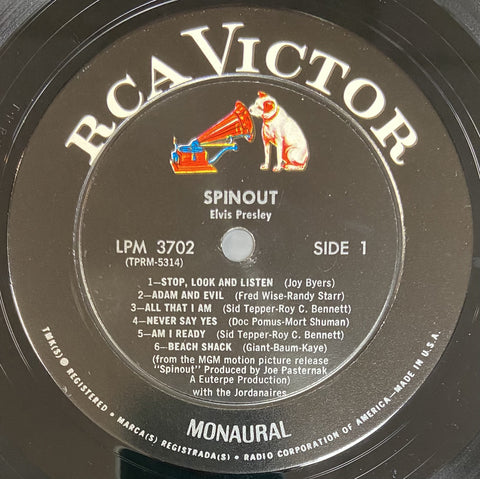 RCA VICTOR
SPINOUT
Elvis Presley
LPM 3702
(TPRM-5314)
SIDE 1
1—STOP, LOOK AND LISTEN (Joy Byers)
2—ADAM AND EVIL (Fred Wise-Randy Starr)
3—ALL THAT I AM (Sid Tepper-Roy C. Bennett)
4—NEVER SAY YES (Doc Pomus-Mort Shuman)
5—AM I READY (Sid Tepper-Roy C. Bennett)
6—BEACH SHACK (Giant-Baum-Kaye)
(from the MGM motion picture release
"Spinout" Produced by Joe Pasternak
A Euterpe Production)
with the Jordanaires
MONAURAL
TMK(S) ® REGISTERED • MARCA(S) REGISTRADA(S) • RADIO CORPORATION OF AMERICA—MADE IN U.S.A.